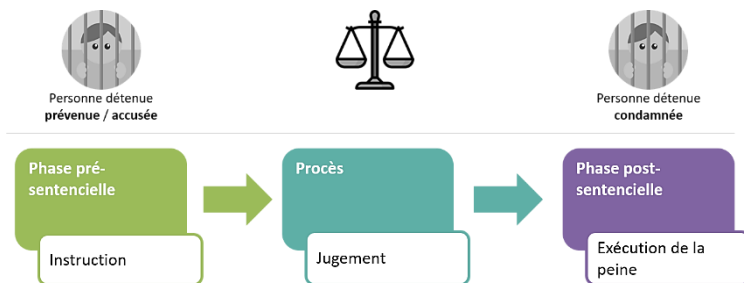 Personne détenue
prévenue / accusée
Personne détenue
condamnée
Phase pré-
sentencielle
Instruction
Procès
Jugement
Phase post-
sentencielle
Exécution de la
peine